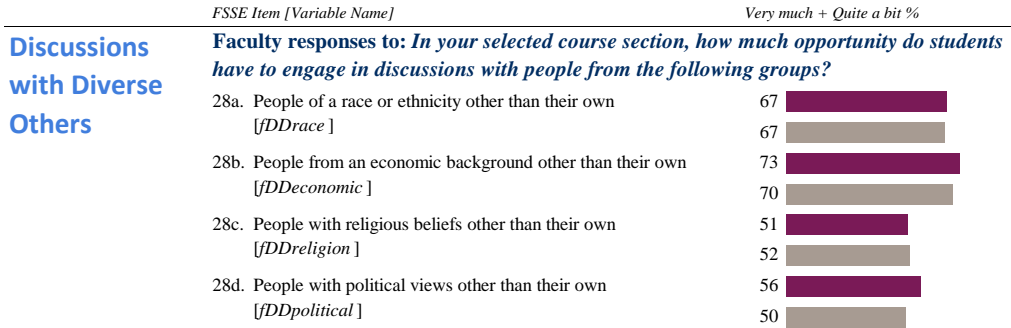 FSSE Item [Variable Name] Very much + Quite a bit %
Discussions
with Diverse
Others
Faculty responses to: In your selected course section, how much opportunity do students
have to engage in discussions with people from the following groups?
28a. People of a race or ethnicity other than their own 67
[fDDrace ] 67
28b. People from an economic background other than their own 73
[fDDeconomic ] 70
28c. People with religious beliefs other than their own 51
[fDDreligion ] 52
28d. People with political views other than their own 56
[fDDpolitical ] 50